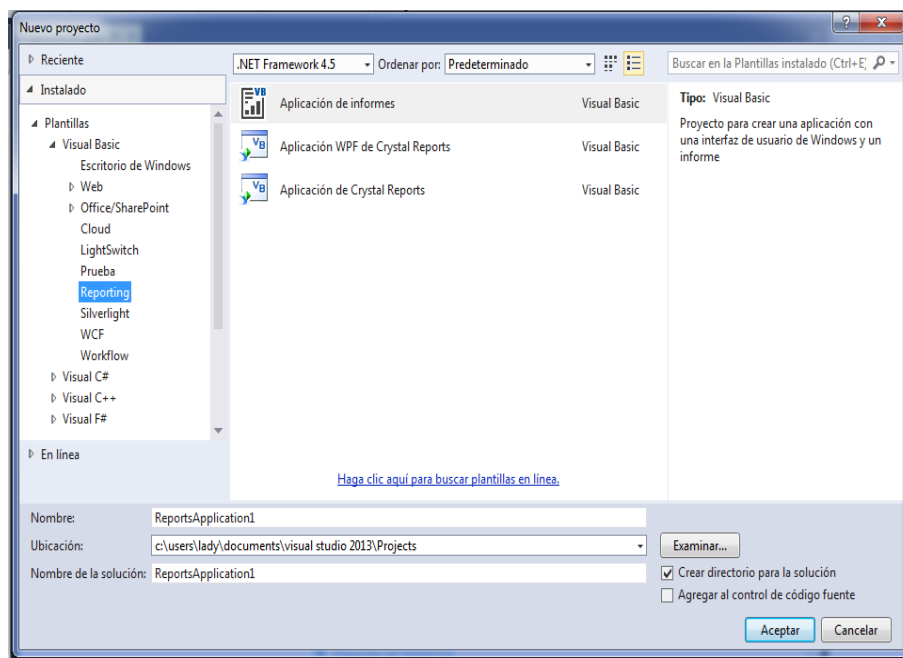 Nuevo proyecto
Reciente
.NET Framework 4.5
Ordenar por: Predeterminado
Buscar en la Plantillas instalado (Ctrl+E)
Instalado
Plantillas
Visual Basic
Escritorio de Windows
Web
Office/SharePoint
Cloud
LightSwitch
Prueba
Reporting
Silverlight
WCF
Workflow
Visual C#
Visual C++
Visual F#
En línea
VB Aplicación de informes Visual Basic
VB Aplicación WPF de Crystal Reports Visual Basic
VB Aplicación de Crystal Reports Visual Basic
Haga clic aquí para buscar plantillas en línea.
Tipo: Visual Basic
Proyecto para crear una aplicación con
una interfaz de usuario de Windows y un
informe
Nombre: ReportsApplication1
Ubicación: c:\users\lady\documents\visual studio 2013\Projects
Examinar...
Nombre de la solución: ReportsApplication1
Crear directorio para la solución
Agregar al control de código fuente
Aceptar
Cancelar